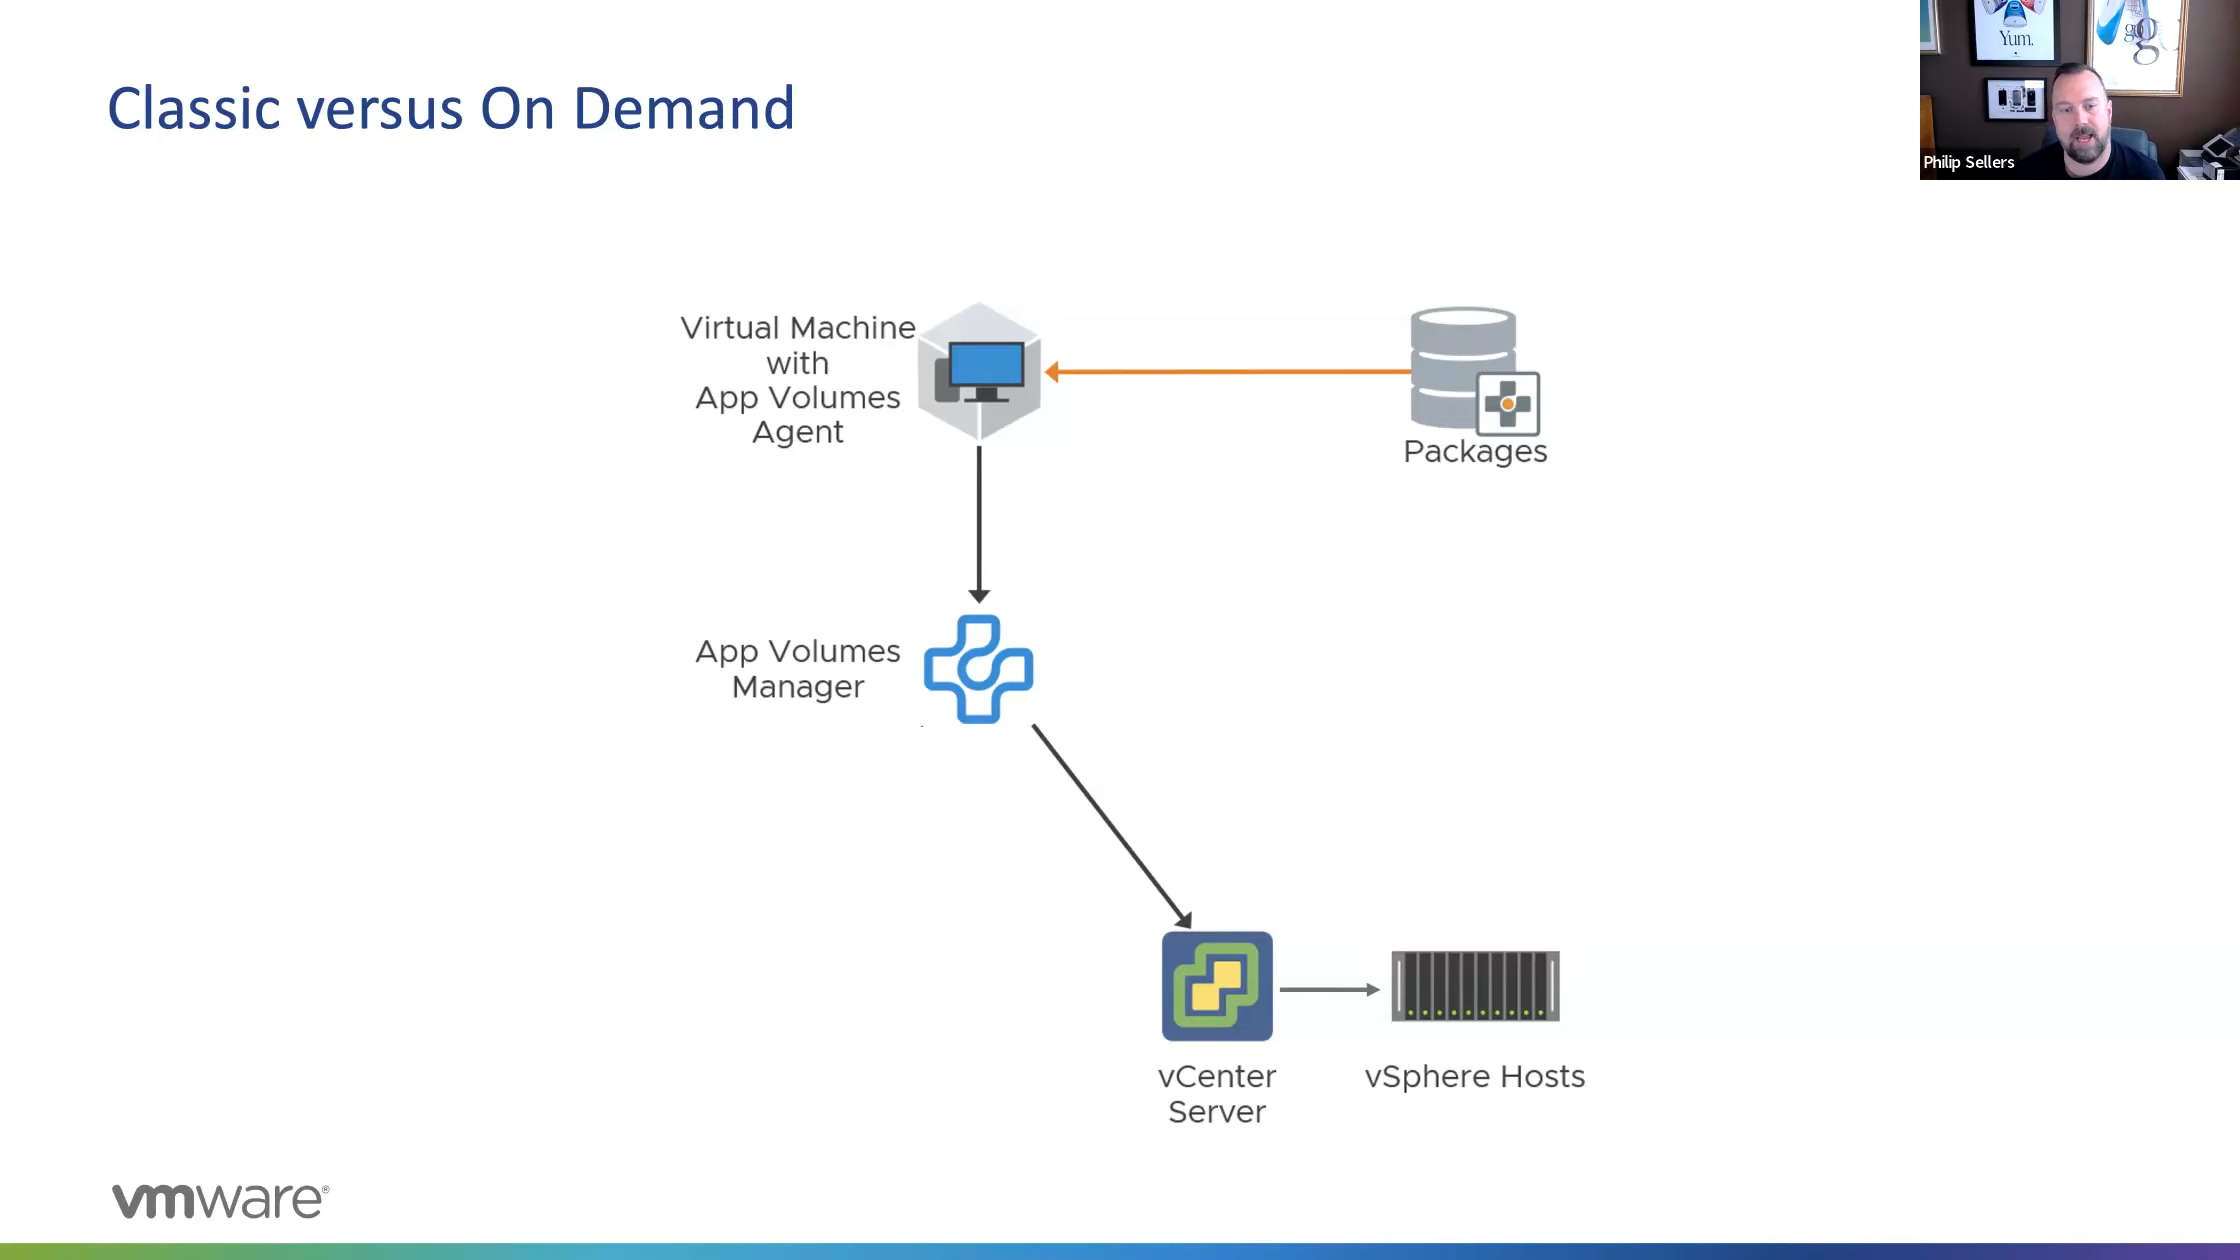 Classic versus On Demand
Yum.
Philip Sellers
Virtual Machine
with
App Volumes
Agent
Packages
App Volumes
Manager
vCenter
Server
vSphere Hosts
vmware®